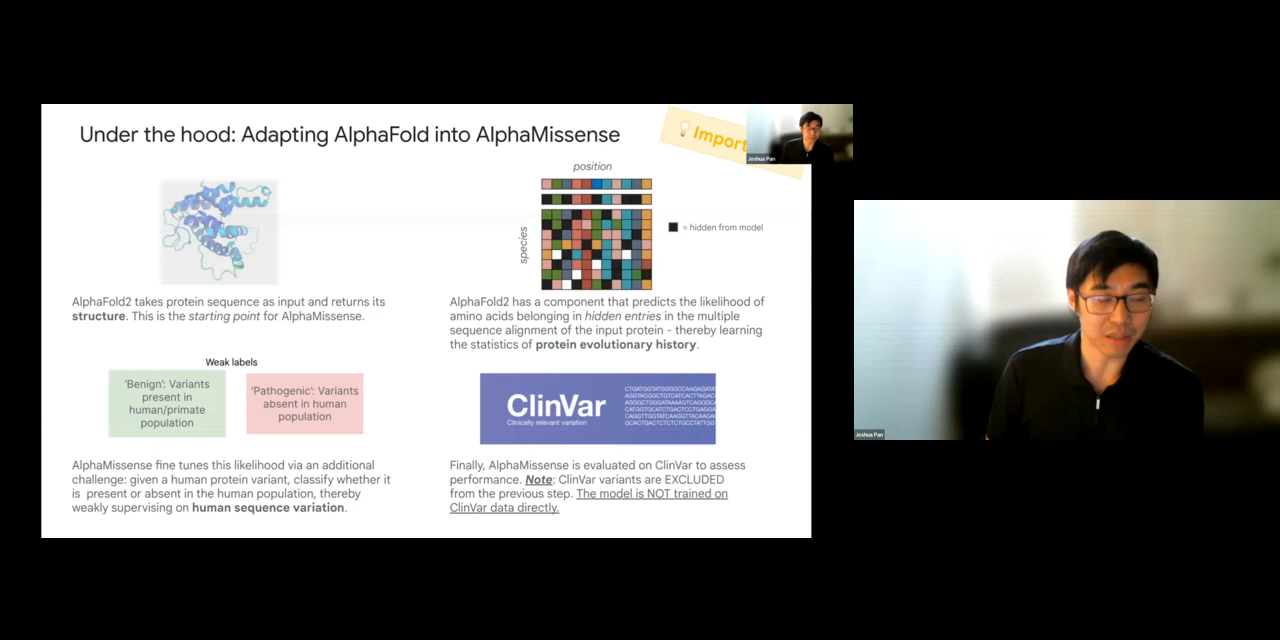 Under the hood: Adapting AlphaFold into AlphaMissense
Import
Joshua Pan
position
species
= hidden from model
AlphaFold2 takes protein sequence as input and returns its
structure. This is the starting point for AlphaMissense.
AlphaFold2 has a component that predicts the likelihood of
amino acids belonging in hidden entries in the multiple
sequence alignment of the input protein - thereby learning
the statistics of protein evolutionary history.
Weak labels
'Benign': Variants
present in
human/primate
population
'Pathogenic': Variants
absent in human
population
ClinVar
Clinically relevant variation
CTGATGGTATGGGGCCAAGAGATA
AGGTACGGCTGTCATCACTTAGAC
AGGGCTGGGATAAAAGTCAGGGC
CATGGTGCATCTGACTCCTGAGGA
CAGGTTGGTATCAAGGTTACAAGA
GCACTGACTCTCTCTGCCTATTGG
AlphaMissense fine tunes this likelihood via an additional
challenge: given a human protein variant, classify whether it
is present or absent in the human population, thereby
weakly supervising on human sequence variation.
Finally, AlphaMissense is evaluated on ClinVar to assess
performance. Note: ClinVar variants are EXCLUDED
from the previous step. The model is NOT trained on
ClinVar data directly.
Joshua Pan